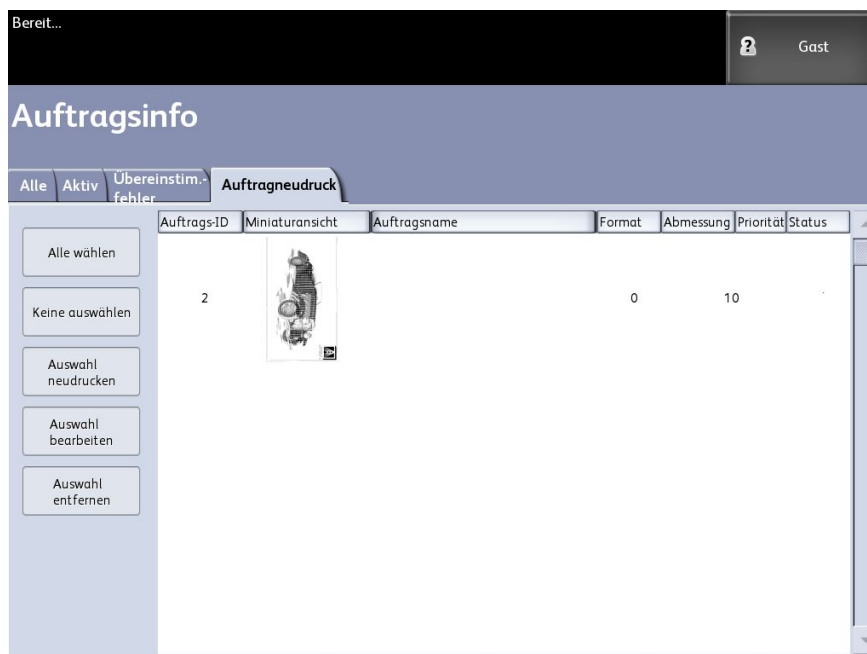 Bereit...
Gast
Auftragsinfo
Alle
Aktiv
Übereinstim.-
fehler
Auftragneudruck
Auftrags-ID Miniaturansicht Auftragsname Format Abmessung Priorität Status
Alle wählen
Keine auswählen
Auswahl
neudrucken
Auswahl
bearbeiten
Auswahl
entfernen
2 0 10